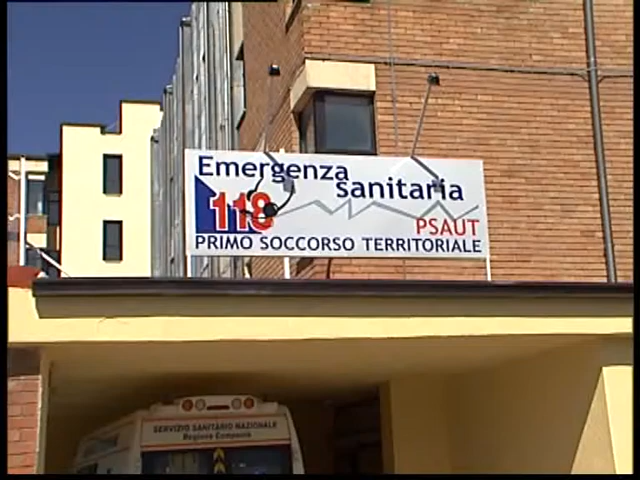 Emergenza
sanitaria
118
PSAUT
PRIMO SOCCORSO TERRITORIALE
SERVIZIO SANITARIO NAZIONALE
Regione Campania